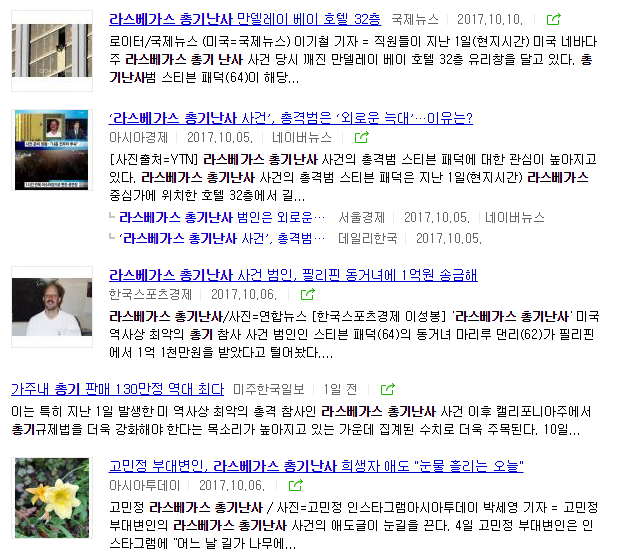 라스베가스 총기난사 만델레이 베이 호텔 32층 국제뉴스 2017.10.10.
로이터/국제뉴스 (미국=국제뉴스) 이기철 기자 = 직원들이 지난 1일(현지시간) 미국 네바다
주 라스베가스 총기 난사 사건 당시 깨진 만델레이 베이 호텔 32층 유리창을 달고 있다. 총
기난사범 스티븐 패덕(64)이 해당...
'라스베가스 총기난사 사건', 총격범은 '외로운 늑대'…이유는?
아시아경제 2017.10.05. 네이버뉴스
[사진출처=YTN] 라스베가스 총기난사 사건의 총격범 스티븐 패덕에 대한 관심이 높아지고
있다. 라스베가스 총기난사 사건의 총격범 스티븐 패덕은 지난 1일(현지시간) 라스베가스
중심가에 위치한 호텔 32층에서 길...
라스베가스 총기난사 범인은 외로운… 서울경제 2017.10.05. 네이버뉴스
'라스베가스 총기난사 사건', 총격범… 데일리한국 2017.10.05.
라스베가스 총기난사 사건 범인, 필리핀 동거녀에 1억원 송금해
한국스포츠경제 2017.10.06.
라스베가스 총기난사/사진=연합뉴스 [한국스포츠경제 이성봉] '라스베가스 총기난사' 미국
역사상 최악의 총기 참사 사건 범인인 스티븐 패덕(64)의 동거녀 마리루 댄리(62)가 필리핀
에서 1억 1천만원을 받았다고 털어놨다....
가주내 총기 판매 130만정 역대 최다 미주한국일보 1일 전
이는 특히 지난 1일 발생한 미 역사상 최악의 총격 참사인 라스베가스 총기난사 사건 이후 캘리포니아주에서
총기규제법을 더욱 강화해야 한다는 목소리가 높아지고 있는 가운데 집계된 수치로 더욱 주목된다. 10일...
고민정 부대변인, 라스베가스 총기난사 희생자 애도 "눈물 흘리는 오늘"
아시아투데이 2017.10.06.
고민정 라스베가스 총기난사 / 사진=고민정 인스타그램아시아투데이 박세영 기자 = 고민정
부대변인의 라스베가스 총기난사 사건의 애도글이 눈길을 끈다. 4일 고민정 부대변인은 인
스타그램에 "어느 날 길가 나무에...